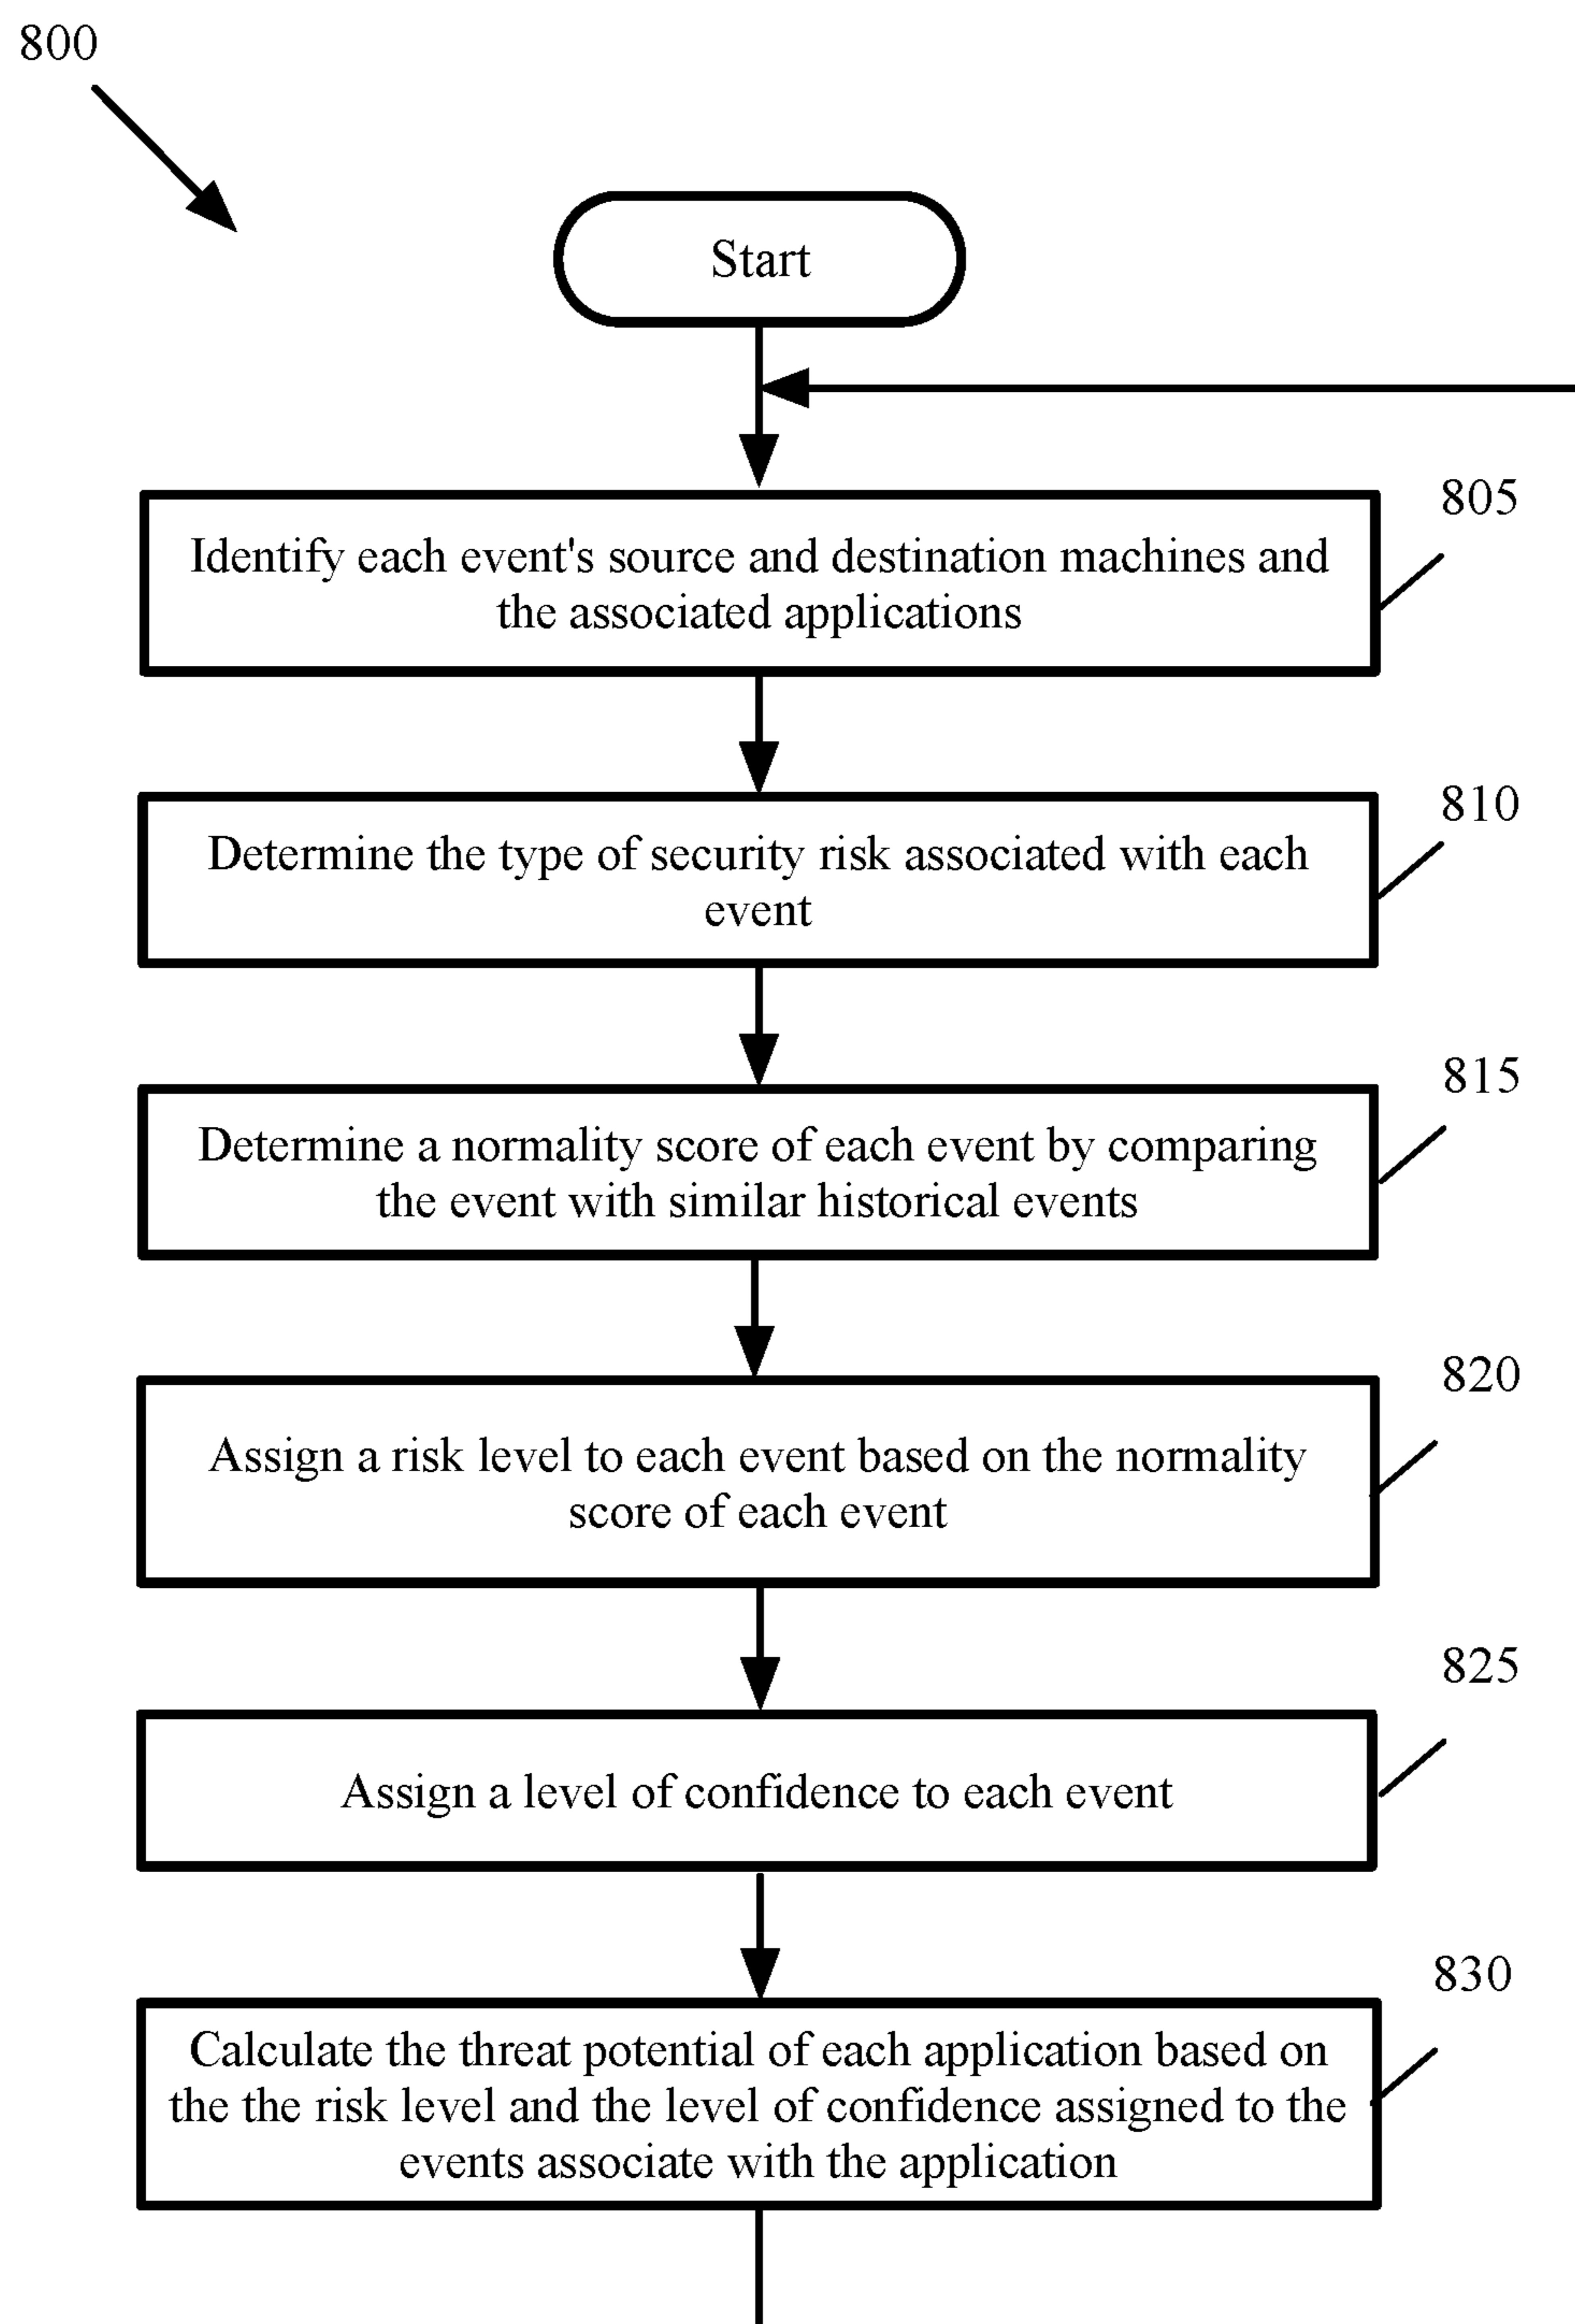 800
Start
805
Identify each event's source and destination machines and
the associated applications
810
Determine the type of security risk associated with each
event
815
Determine a normality score of each event by comparing
the event with similar historical events
820
Assign a risk level to each event based on the normality
score of each event
825
Assign a level of confidence to each event
830
Calculate the threat potential of each application based on
the the risk level and the level of confidence assigned to the
events associate with the application